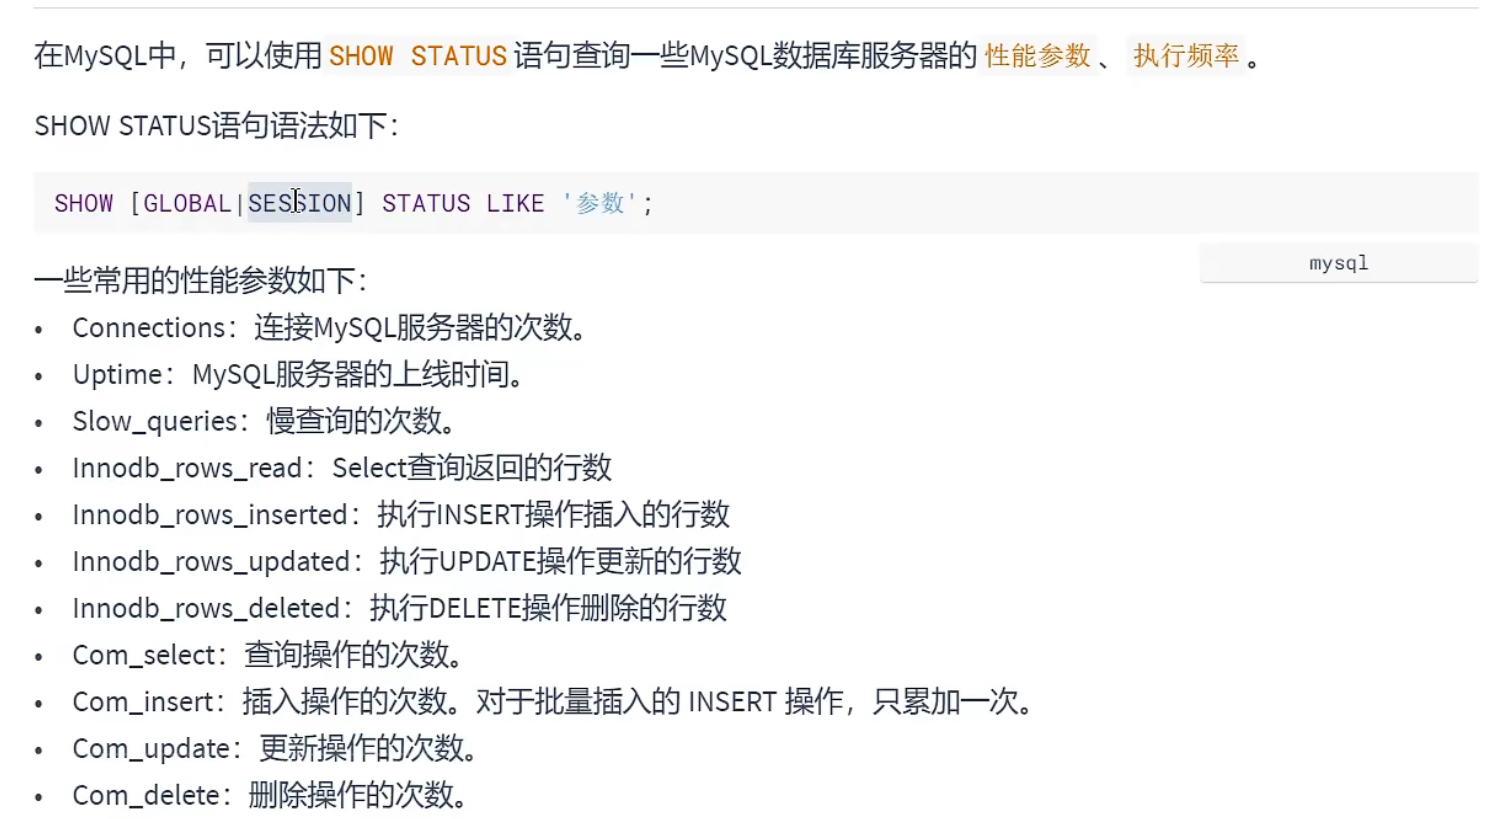 在MySQL中，可以使用 SHOW STATUS 语句查询一些MySQL数据库服务器的 性能参数 、 执行频率 。
SHOW STATUS语句语法如下：
SHOW [GLOBAL|SESSION] STATUS LIKE '参数';
mysql
一些常用的性能参数如下：
• Connections：连接MySQL服务器的次数。
• Uptime：MySQL服务器的上线时间。
• Slow_queries：慢查询的次数。
• Innodb_rows_read：Select查询返回的行数
• Innodb_rows_inserted：执行INSERT操作插入的行数
• Innodb_rows_updated：执行UPDATE操作更新的行数
• Innodb_rows_deleted：执行DELETE操作删除的行数
• Com_select：查询操作的次数。
• Com_insert：插入操作的次数。对于批量插入的 INSERT 操作，只累加一次。
• Com_update：更新操作的次数。
• Com_delete：删除操作的次数。